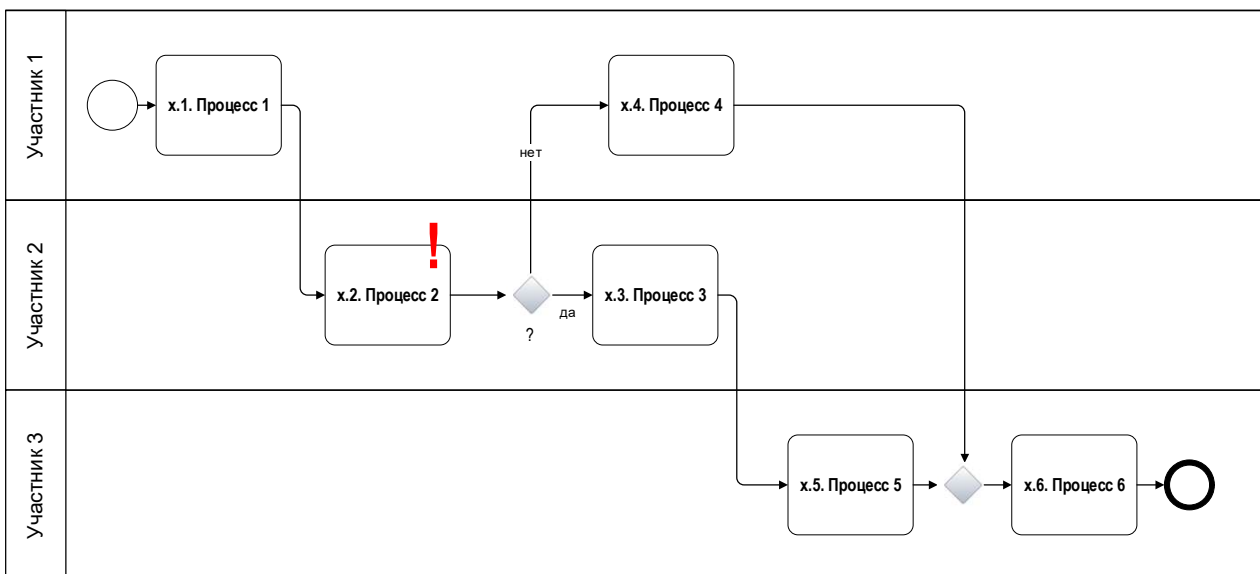 Участник 1
х.1. Процесс 1
х.4. Процесс 4
нет
Участник 2
!
х.2. Процесс 2
?
да
х.3. Процесс 3
Участник 3
х.5. Процесс 5
х.6. Процесс 6